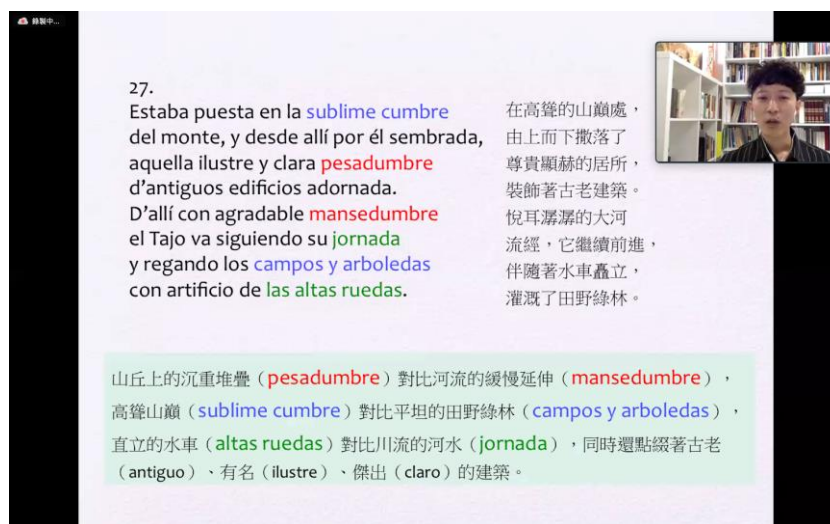 錄製中...
27.
Estaba puesta en la sublime cumbre
del monte, y desde allí por él sembrada,
aquella ilustre y clara pesadumbre
d’antiguos edificios adornada.
D’allí con agradable mansedumbre
el Tajo va siguiendo su jornada
y regando los campos y arboledas
con artificio de las altas ruedas.
在高聳的山巔處，
由上而下撒落了
尊貴顯赫的居所，
裝飾著古老建築。
悅耳潺潺的大河
流經，它繼續前進，
伴隨著水車矗立，
灌溉了田野綠林。
山丘上的沉重堆疊（pesadumbre）對比河流的緩慢延伸（mansedumbre），
高聳山巔（sublime cumbre）對比平坦的田野綠林（campos y arboledas），
直立的水車（altas ruedas）對比川流的河水（jornada），同時還點綴著古老
（antiguo）、有名（ilustre）、傑出（claro）的建築。